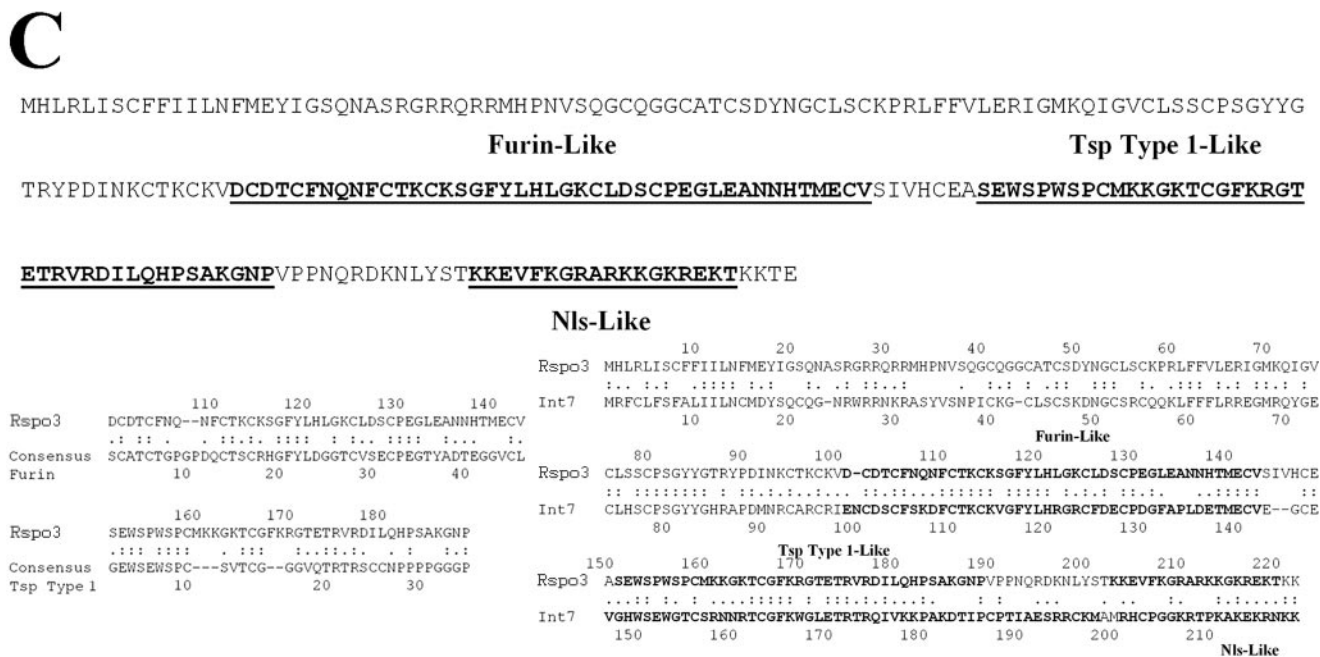 C
MHLRLISCFFIILNFMEYIGSQNASRGRRQRRMHPNVSQGCQGGCATCSDYNGCLSCKPRLFFVLERIGMKQIGVCLSSCPSGYYG
Furin-Like Tsp Type 1-Like
TRYPDINKCTKCKVDCDTCFNQNFCTKCKSGFYLHLGKCLDSCPEGLEANNHTMECVSIVHCEASEWSPWSPCMKKGKTCGFKRGT
ETRVRDILQHPSAKGNPVPPNQRDKNLYSTKKEVFKGRARKKGKREKTKKTE
Nls-Like
110 120 130 140
Rspo3 DCDTCFNQ--NFCTKCKSGFYLHLGKCLDSCPEGLEANNHTMECV
Consensus SCATCTGPGPDQCTSCRHGFYLDGGTCVSECPEGTYADTEGGVCL
Furin 10 20 30 40
160 170 180
Rspo3 SEWSPWSPCMKKGKTCGFKRGTETRVRDILQHPSAKGNP
Consensus GEWSEWSPC---SVTCG--GGVQTRTRSCCNPPPPGGGP
Tsp Type 1 10 20 30
10 20 30 40 50 60 70
Rspo3 MHLRLISCFFIILNFMEYIGSQNASRGRRQRRMHPNVSQGCQGGCATCSDYNGCLSCKPRLFFVLERIGMKQIGV
Int7 MRFCLFSFALIILNCMDYSQCQG-NRWRRNKRASYVSNPICKG-CLSCSKDNGCSRCQQKLFFFLRREGMRQYGE
10 20 30 40 50 60 70
Furin-Like
80 90 100 110 120 130 140
Rspo3 CLSSCPSGYYGTRYPDINKCTKCKVD-CDTCFNQNFCTKCKSGFYLHLGKCLDSCPEGLEANNHTMECVSIVHCE
Int7 CLHSCPSGYYGHRAPDMNRCARCRIENCDSCFSKDFCTKCKVGFYLHRGRCFDECPDGFAPLDETMECVE--GCE
80 90 100 110 120 130 140
Tsp Type 1-Like
150 160 170 180 190 200 210 220
Rspo3 ASEWSPWSPCMKKGKTCGFKRGTETRVRDILQHPSAKGNPVPPNQRDKNLYSTKKEVFKGRARKKGKREKTKK
Int7 VGHWSEWGTCSRNNRTCGFKWGLETRTRQIVKKPAKDTIPCPTIAESRRCKMAMRHCPGGKRTPKAKEKRNKK
150 160 170 180 190 200 210
Nls-Like